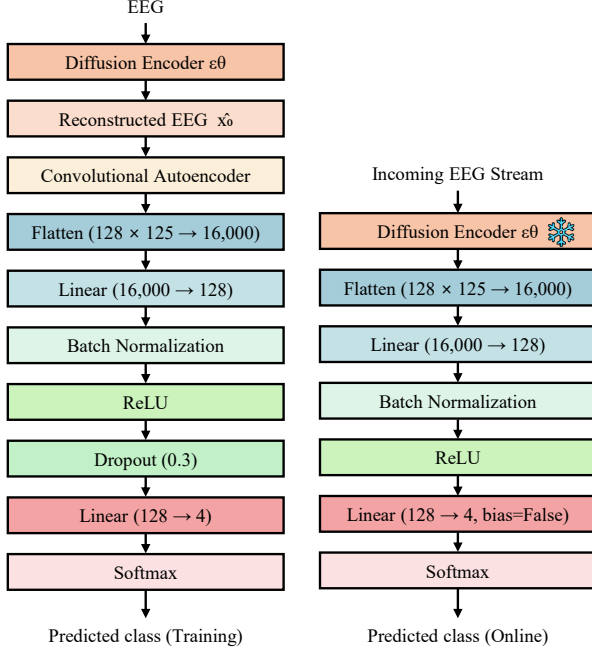 EEG
Diffusion Encoder εθ
Reconstructed EEG x̂₀
Convolutional Autoencoder
Flatten (128 × 125 → 16,000)
Linear (16,000 → 128)
Batch Normalization
ReLU
Dropout (0.3)
Linear (128 → 4)
Softmax
Predicted class (Training)
Incoming EEG Stream
Diffusion Encoder εθ
Flatten (128 × 125 → 16,000)
Linear (16,000 → 128)
Batch Normalization
ReLU
Linear (128 → 4, bias=False)
Softmax
Predicted class (Online)